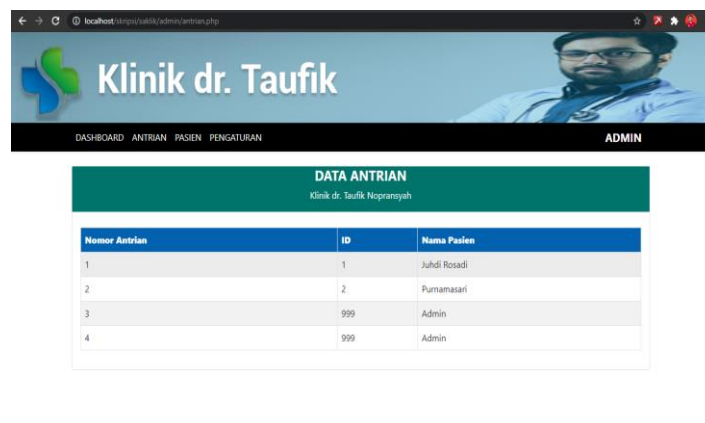 localhost/skripsi/saklik/admin/antrian.php
Klinik dr. Taufik
DASHBOARD ANTRIAN PASIEN PENGATURAN ADMIN
DATA ANTRIAN
Klinik dr. Taufik Nopransyah
Nomor Antrian ID Nama Pasien
1 1 Juhdi Rosadi
2 2 Purnamasari
3 999 Admin
4 999 Admin